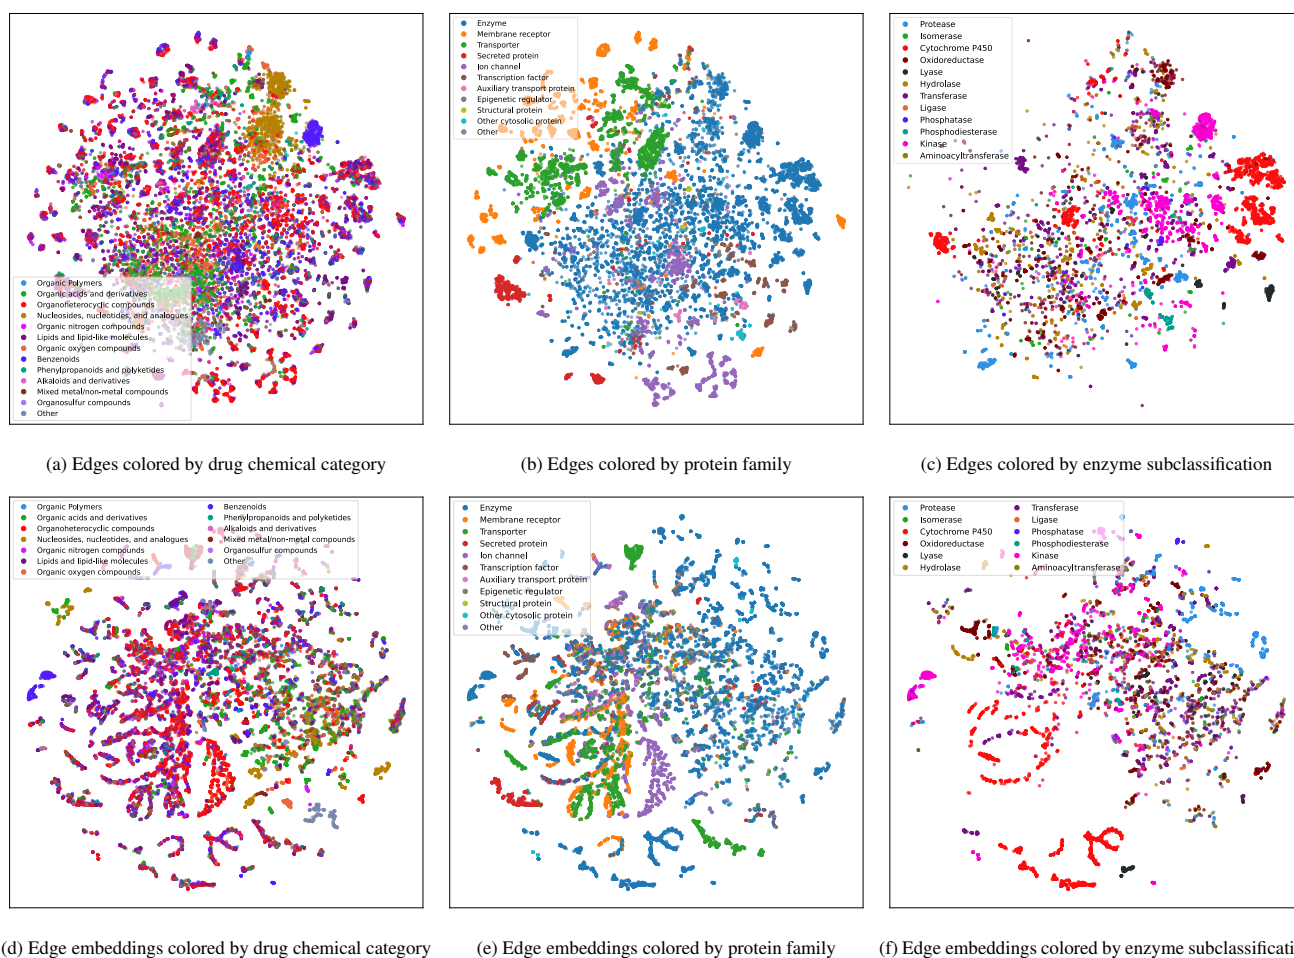 Organic Polymers
Organic acids and derivatives
Organoheterocyclic compounds
Nucleosides, nucleotides, and analogues
Organic nitrogen compounds
Lipids and lipid-like molecules
Organic oxygen compounds
Benzenoids
Phenylpropanoids and polyketides
Alkaloids and derivatives
Mixed metal/non-metal compounds
Organosulfur compounds
Other
(a) Edges colored by drug chemical category
Enzyme
Membrane receptor
Transporter
Secreted protein
Ion channel
Transcription factor
Auxiliary transport protein
Epigenetic regulator
Structural protein
Other cytosolic protein
Other
(b) Edges colored by protein family
Protease
Isomerase
Cytochrome P450
Oxidoreductase
Lyase
Hydrolase
Transferase
Ligase
Phosphatase
Phosphodiesterase
Kinase
Aminoacyltransferase
(c) Edges colored by enzyme subclassification
Organic Polymers
Organic acids and derivatives
Organoheterocyclic compounds
Nucleosides, nucleotides, and analogues
Organic nitrogen compounds
Lipids and lipid-like molecules
Organic oxygen compounds
Benzenoids
Phenylpropanoids and polyketides
Alkaloids and derivatives
Mixed metal/non-metal compounds
Organosulfur compounds
Other
(d) Edge embeddings colored by drug chemical category
Enzyme
Membrane receptor
Transporter
Secreted protein
Ion channel
Transcription factor
Auxiliary transport protein
Epigenetic regulator
Structural protein
Other cytosolic protein
Other
(e) Edge embeddings colored by protein family
Protease
Isomerase
Cytochrome P450
Oxidoreductase
Lyase
Hydrolase
Transferase
Ligase
Phosphatase
Phosphodiesterase
Kinase
Aminoacyltransferase
(f) Edge embeddings colored by enzyme subclassificati